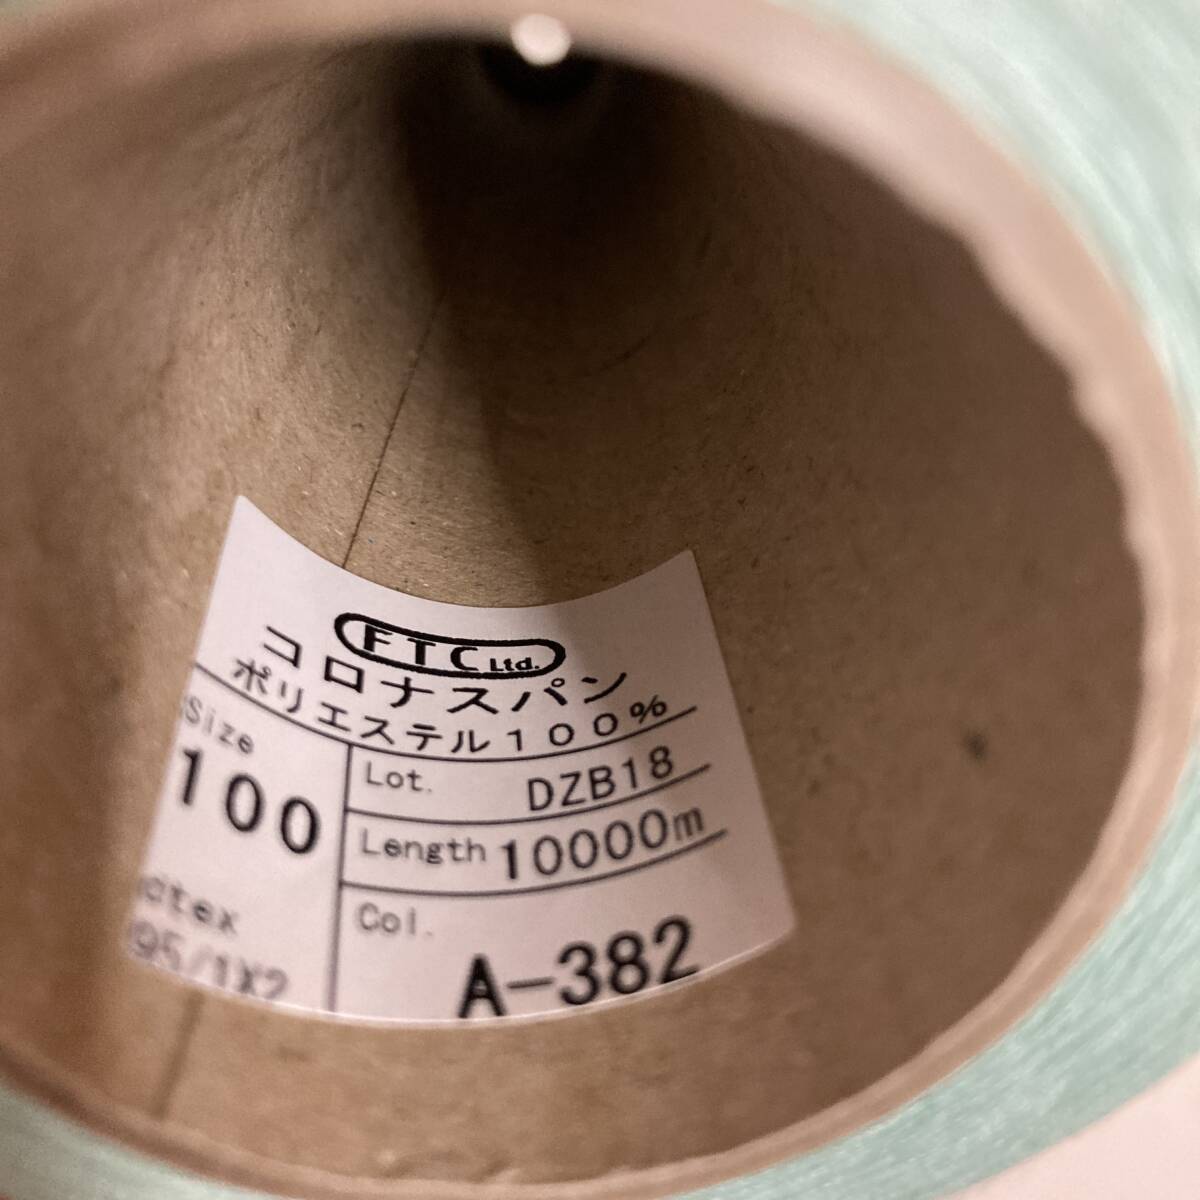 FTC Ltd.
コロナスパン
ポリエステル100%
Size
100
Lot. DZB18
Length 10000m
Col.
A-382